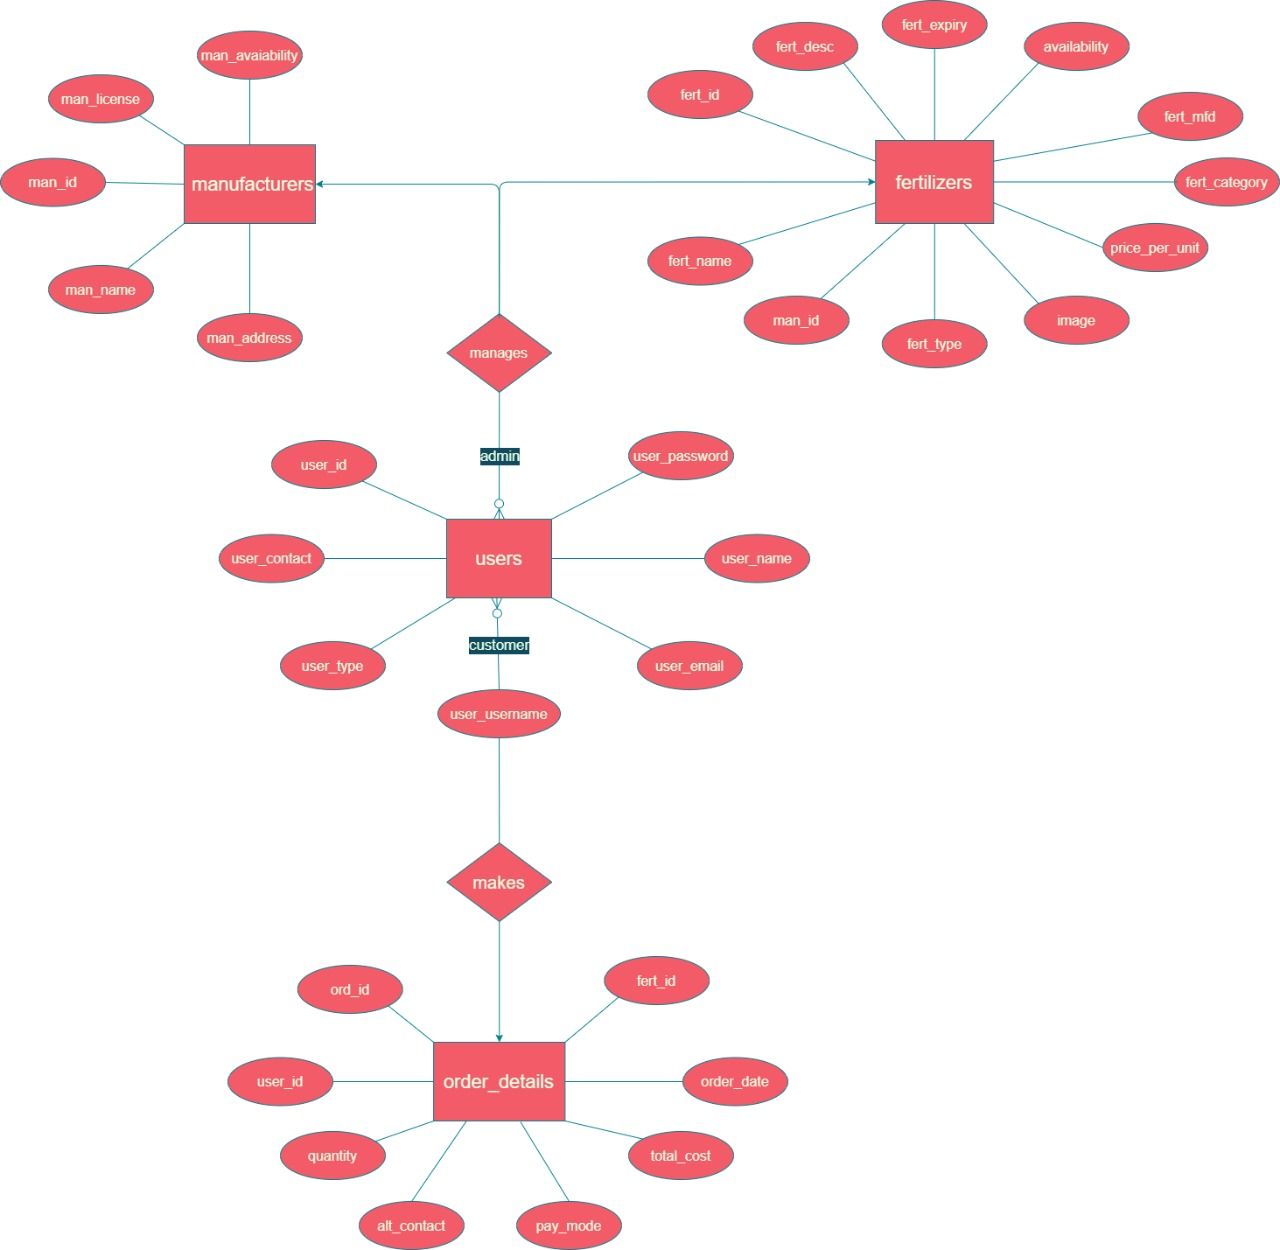 fert_expiry
fert_desc
availability
man_avaiability
fert_id
man_license
fert_mfd
man_id
manufacturers
fertilizers
fert_category
fert_name
price_per_unit
man_name
man_id
image
man_address
fert_type
manages
admin
user_password
user_id
user_contact
users
user_name
customer
user_type
user_email
user_username
makes
ord_id
fert_id
user_id
order_details
order_date
quantity
total_cost
alt_contact
pay_mode